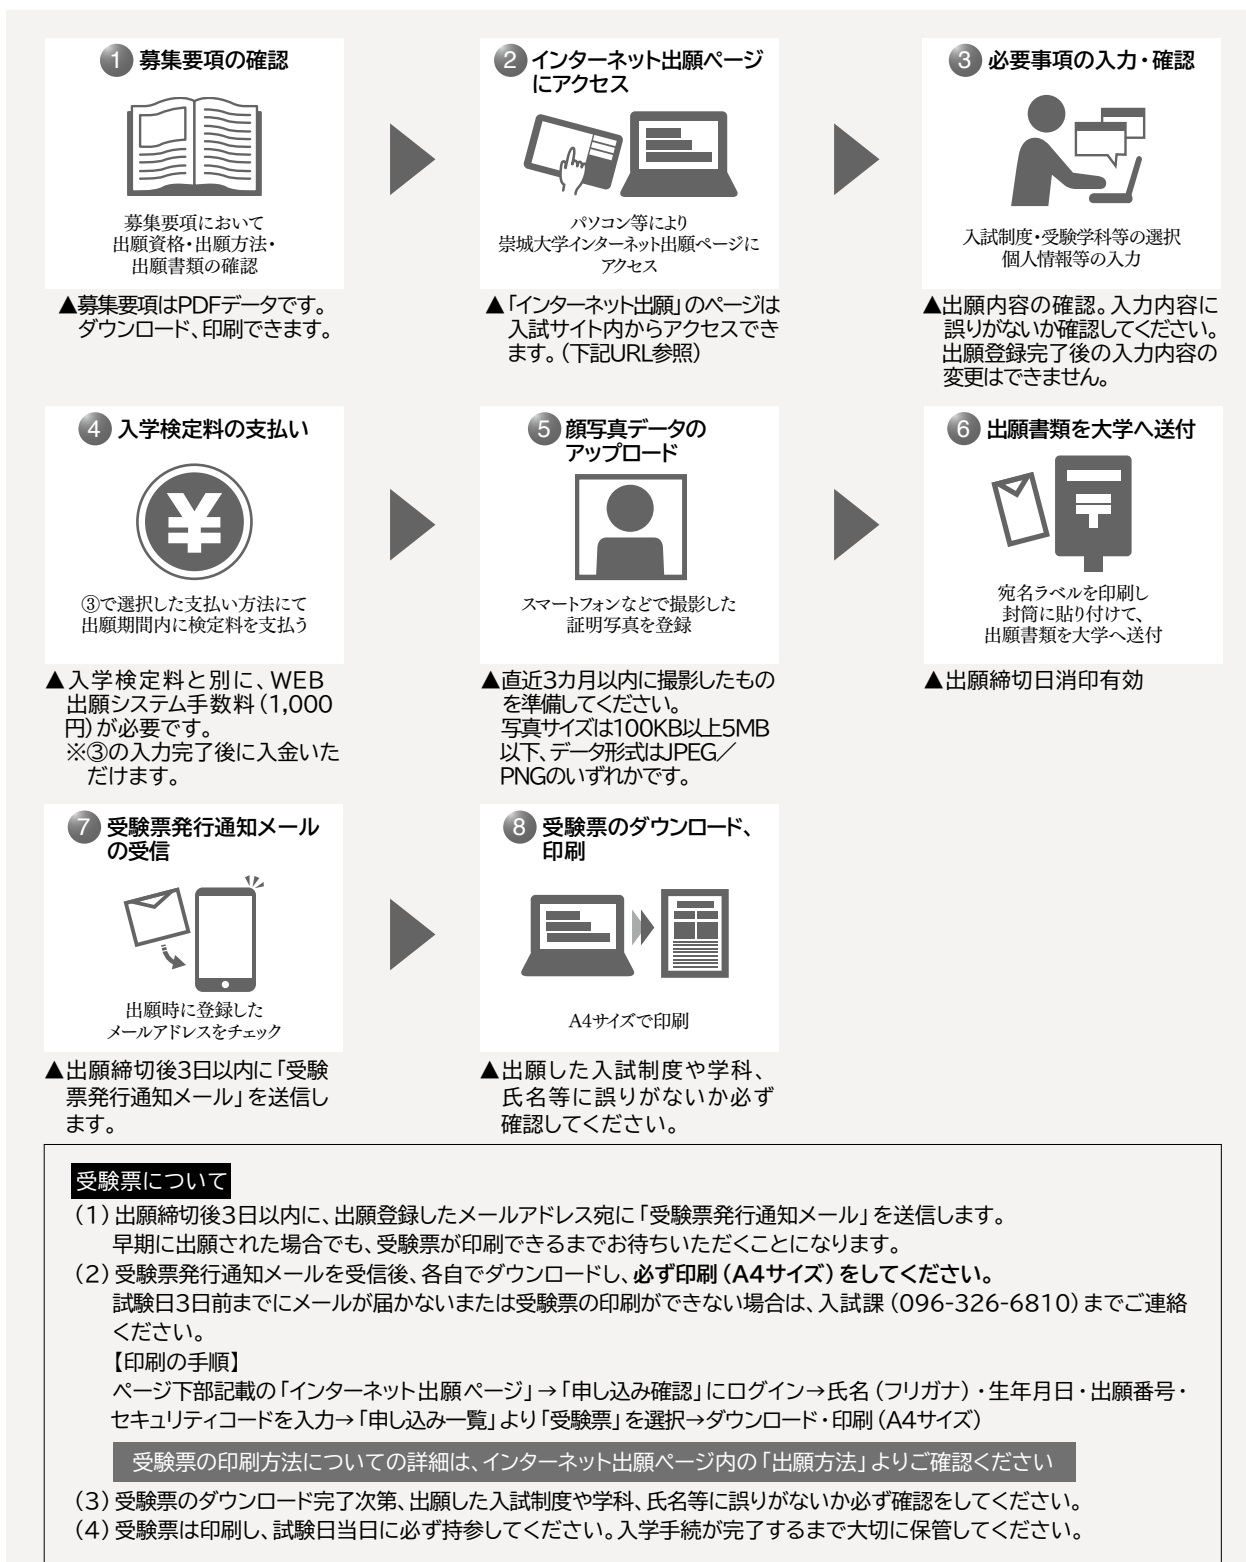 1 募集要項の確認
募集要項において
出願資格・出願方法・
出願書類の確認
▲募集要項はPDFデータです。
ダウンロード、印刷できます。
2 インターネット出願ページ
にアクセス
パソコン等により
崇城大学インターネット出願ページに
アクセス
▲「インターネット出願」のページは
入試サイト内からアクセスでき
ます。（下記URL参照）
3 必要事項の入力・確認
入試制度・受験学科等の選択
個人情報等の入力
▲出願内容の確認。入力内容に
誤りがないか確認してください。
出願登録完了後の入力内容の
変更はできません。
4 入学検定料の支払い
¥
③で選択した支払い方法にて
出願期間内に検定料を支払う
▲入学検定料と別に、WEB
出願システム手数料（1,000
円）が必要です。
※③の入力完了後に入金いた
だけます。
5 顔写真データの
アップロード
スマートフォンなどで撮影した
証明写真を登録
▲直近3カ月以内に撮影したもの
を準備してください。
写真サイズは100KB以上5MB
以下、データ形式はJPEG／
PNGのいずれかです。
6 出願書類を大学へ送付
〒
宛名ラベルを印刷し
封筒に貼り付けて、
出願書類を大学へ送付
▲出願締切日消印有効
7 受験票発行通知メール
の受信
出願時に登録した
メールアドレスをチェック
▲出願締切後3日以内に「受験
票発行通知メール」を送信し
ます。
8 受験票のダウンロード、
印刷
A4サイズで印刷
▲出願した入試制度や学科、
氏名等に誤りがないか必ず
確認してください。
受験票について
（1）出願締切後3日以内に、出願登録したメールアドレス宛に「受験票発行通知メール」を送信します。
早期に出願された場合でも、受験票が印刷できるまでお待ちいただくことになります。
（2）受験票発行通知メールを受信後、各自でダウンロードし、必ず印刷（A4サイズ）をしてください。
試験日3日前までにメールが届かないまたは受験票の印刷ができない場合は、入試課（096-326-6810）までご連絡
ください。
【印刷の手順】
ページ下部記載の「インターネット出願ページ」→「申し込み確認」にログイン→氏名（フリガナ）・生年月日・出願番号・
セキュリティコードを入力→「申し込み一覧」より「受験票」を選択→ダウンロード・印刷（A4サイズ）
受験票の印刷方法についての詳細は、インターネット出願ページ内の「出願方法」よりご確認ください
（3）受験票のダウンロード完了次第、出願した入試制度や学科、氏名等に誤りがないか必ず確認をしてください。
（4）受験票は印刷し、試験日当日に必ず持参してください。入学手続が完了するまで大切に保管してください。